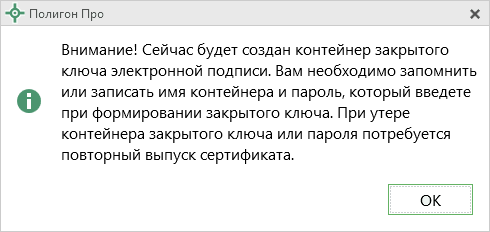 Полигон Про
Внимание! Сейчас будет создан контейнер закрытого
ключа электронной подписи. Вам необходимо запомнить
или записать имя контейнера и пароль, который введете
при формировании закрытого ключа. При утере
контейнера закрытого ключа или пароля потребуется
повторный выпуск сертификата.
OK